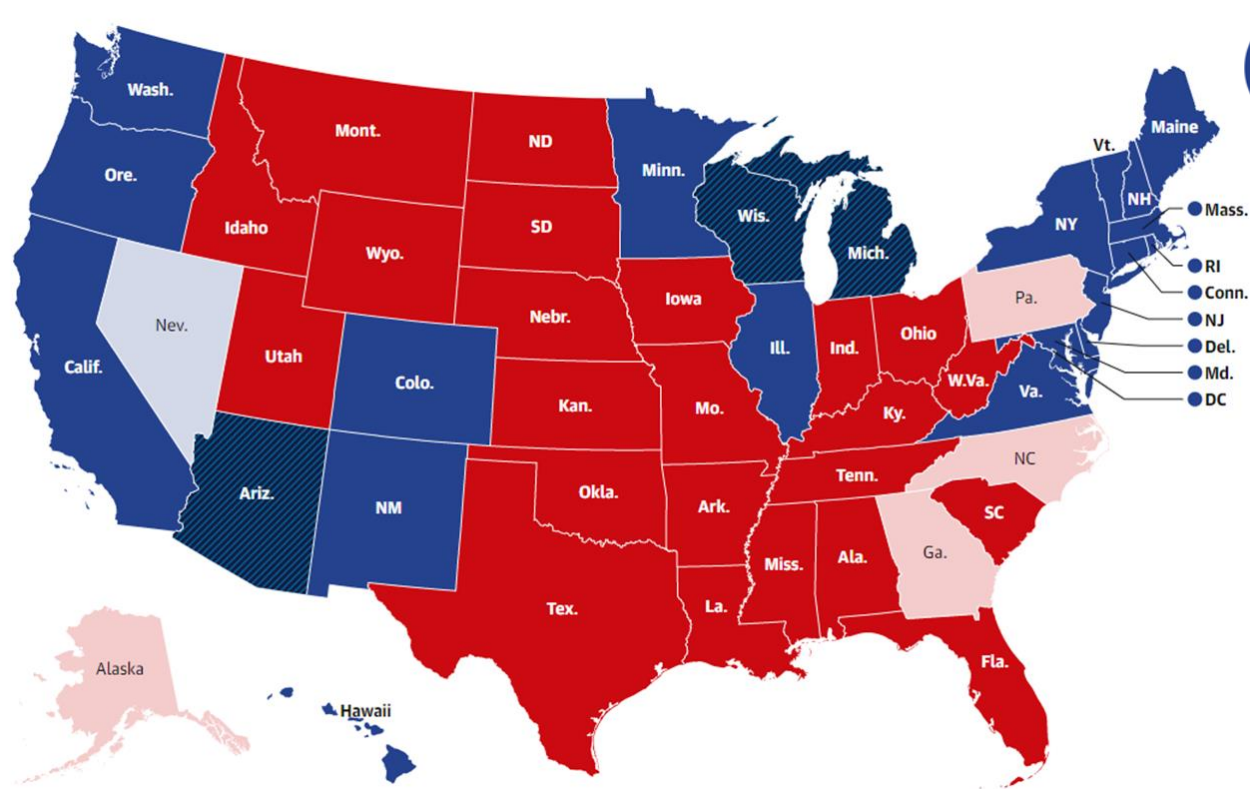 Wash.
Mont.
ND
Minn.
Vt.
Maine
Ore.
Idaho
SD
Wis.
Mich.
NY
NH
Mass.
Wyo.
RI
Nev.
Nebr.
Iowa
Pa.
Conn.
NJ
Calif.
Utah
Colo.
Ill.
Ind.
Ohio
Del.
Kan.
Mo.
W.Va.
Va.
Md.
Ky.
DC
Ariz.
NM
Okla.
Ark.
Tenn.
NC
SC
Miss.
Ala.
Ga.
Tex.
La.
Fla.
Alaska
Hawaii